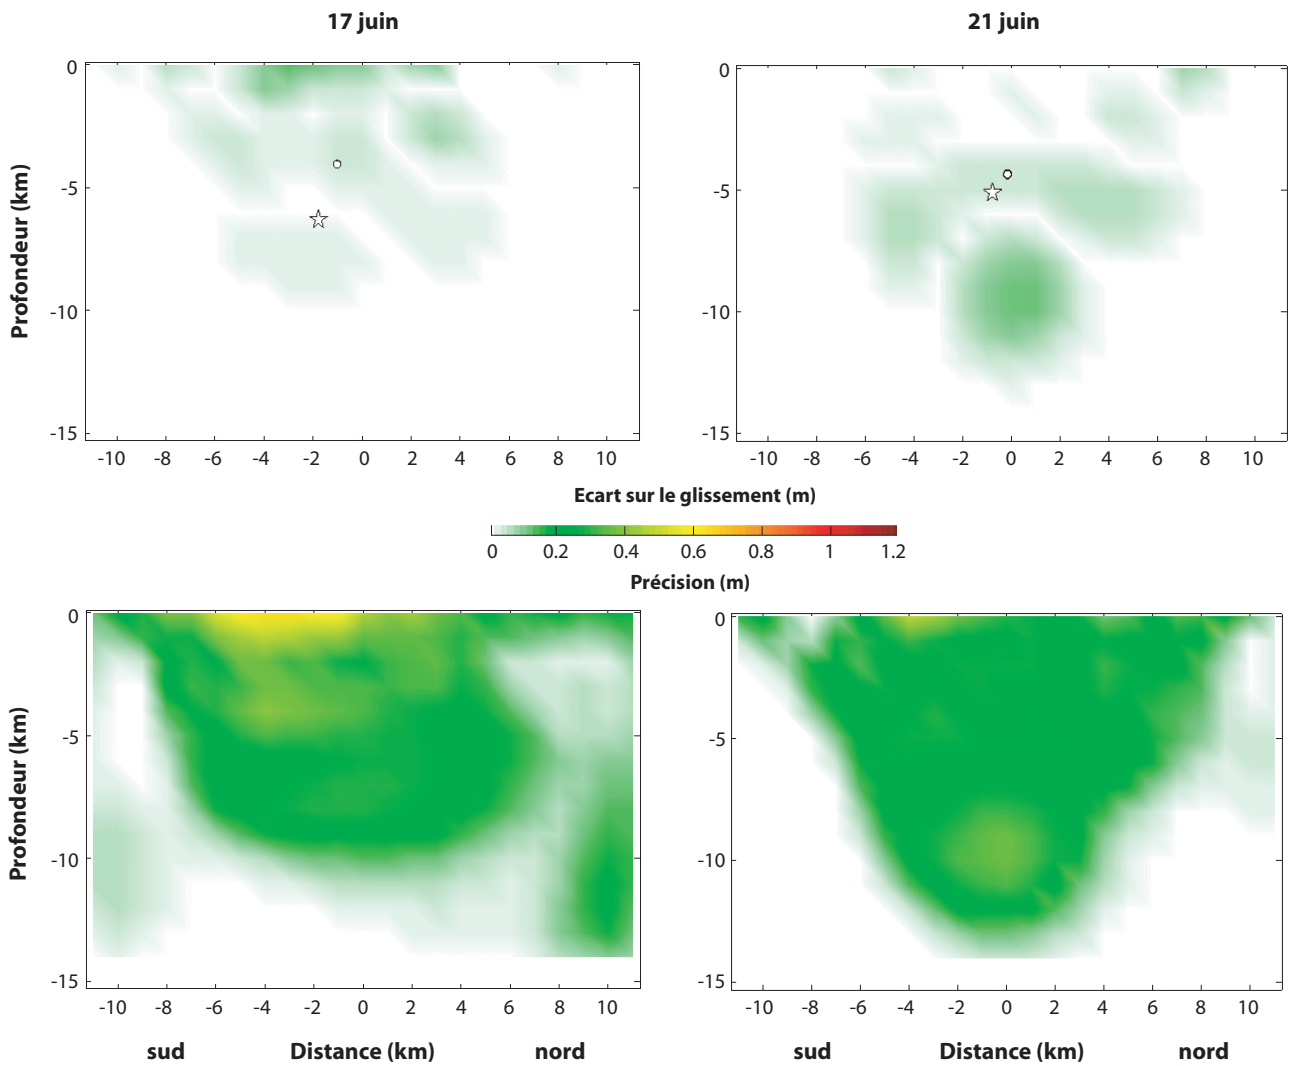 17 juin
21 juin
0
-5
-10
-15
Profondeur (km)
-10 -8 -6 -4 -2 0 2 4 6 8 10
0
-5
-10
-15
-10 -8 -6 -4 -2 0 2 4 6 8 10
Ecart sur le glissement (m)
0 0.2 0.4 0.6 0.8 1 1.2
Précision (m)
0
-5
-10
-15
Profondeur (km)
-10 -8 -6 -4 -2 0 2 4 6 8 10
sud Distance (km) nord
0
-5
-10
-15
-10 -8 -6 -4 -2 0 2 4 6 8 10
sud Distance (km) nord